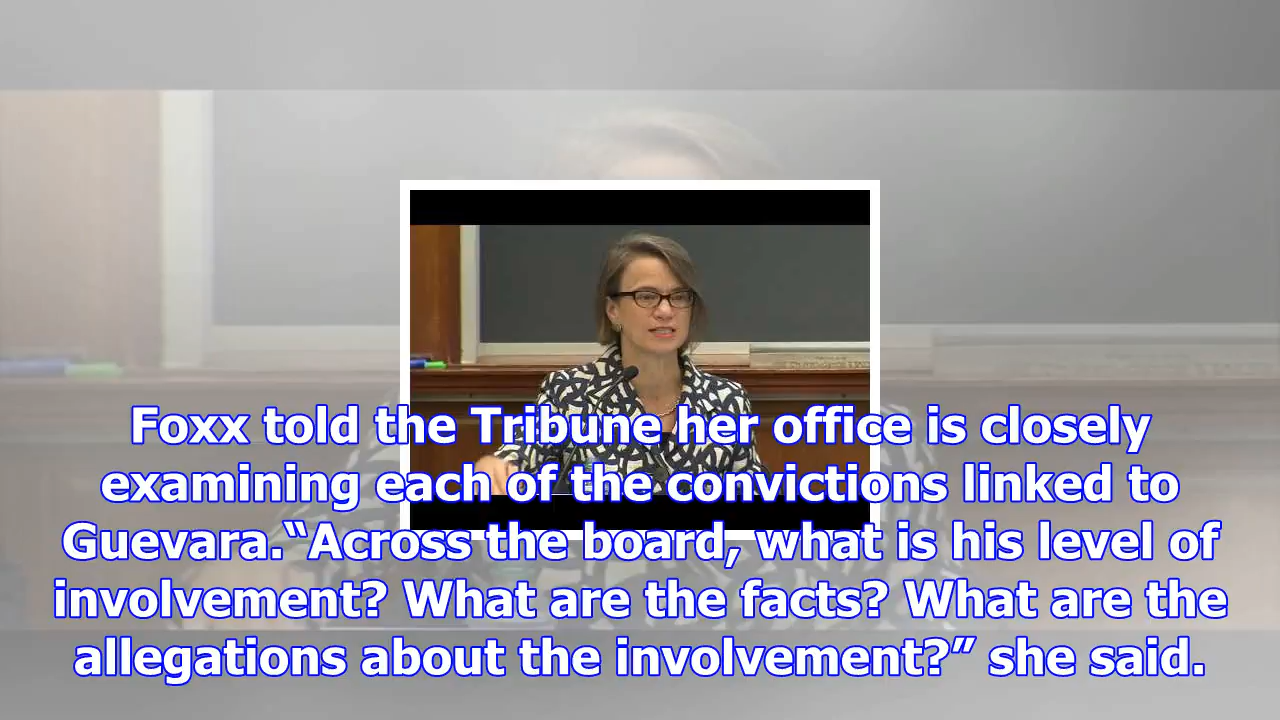 Foxx told the Tribune her office is closely
examining each of the convictions linked to
Guevara.“Across the board, what is his level of
involvement? What are the facts? What are the
allegations about the involvement?” she said.